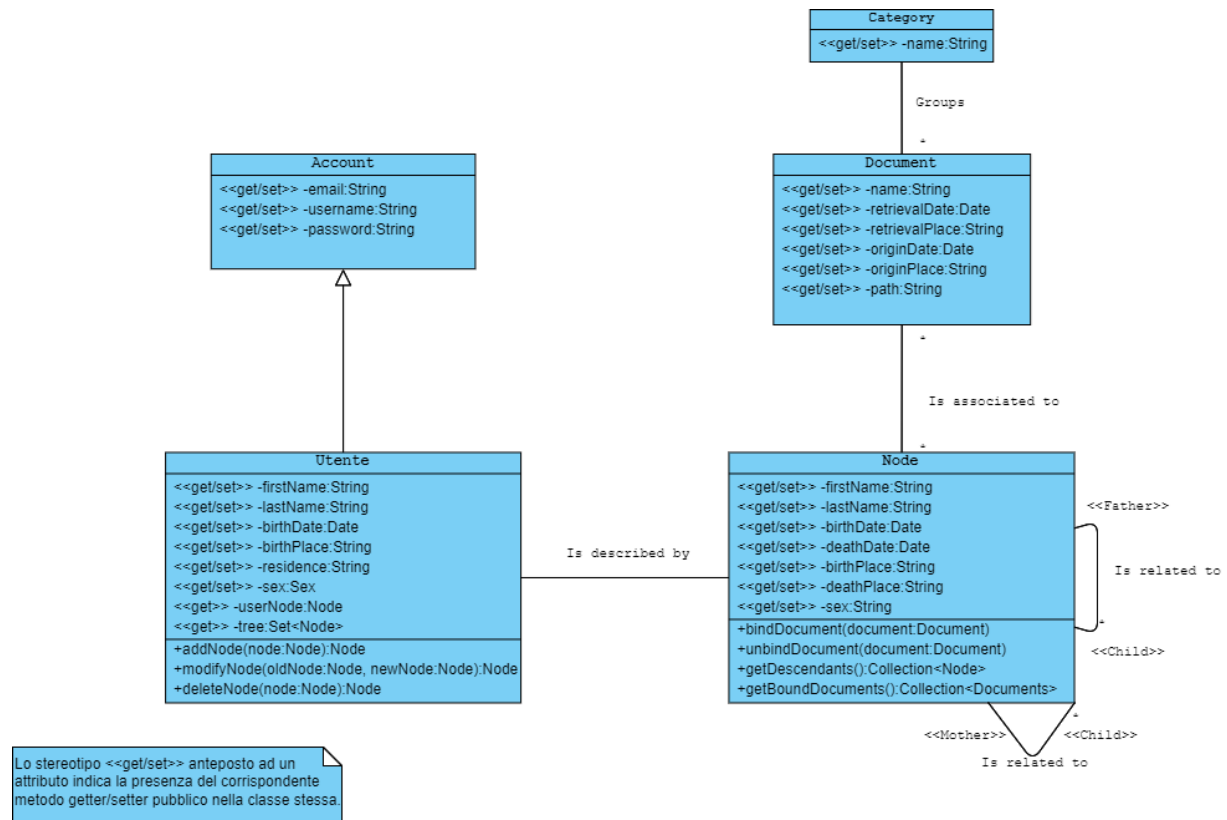 Category
<<get/set>> -name:String
Groups
*
Account
<<get/set>> -email:String
<<get/set>> -username:String
<<get/set>> -password:String
Document
<<get/set>> -name:String
<<get/set>> -retrievalDate:Date
<<get/set>> -retrievalPlace:String
<<get/set>> -originDate:Date
<<get/set>> -originPlace:String
<<get/set>> -path:String
*
Is associated to
*
Utente
<<get/set>> -firstName:String
<<get/set>> -lastName:String
<<get/set>> -birthDate:Date
<<get/set>> -birthPlace:String
<<get/set>> -residence:String
<<get/set>> -sex:Sex
<<get>> -userNode:Node
<<get>> -tree:Set<Node>
+addNode(node:Node):Node
+modifyNode(oldNode:Node, newNode:Node):Node
+deleteNode(node:Node):Node
Is described by
Node
<<get/set>> -firstName:String
<<get/set>> -lastName:String
<<get/set>> -birthDate:Date
<<get/set>> -deathDate:Date
<<get/set>> -birthPlace:String
<<get/set>> -deathPlace:String
<<get/set>> -sex:String
+bindDocument(document:Document)
+unbindDocument(document:Document)
+getDescendants():Collection<Node>
+getBoundDocuments():Collection<Documents>
<<Father>>
Is related to
*
<<Child>>
*
<<Mother>>
<<Child>>
Is related to
Lo stereotipo <<get/set>> anteposto ad un
attributo indica la presenza del corrispondente
metodo getter/setter pubblico nella classe stessa.